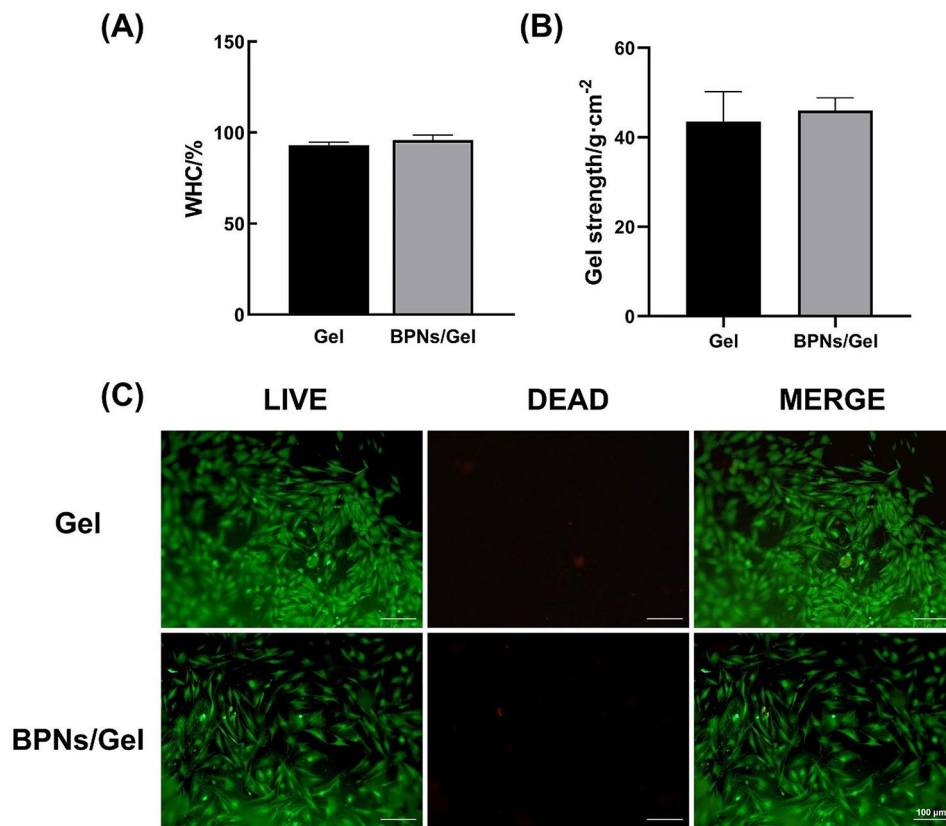 (A)
150
100
50
0
WHC/%
Gel
BPNs/Gel
(B)
60
40
20
0
Gel strength/g·cm⁻²
Gel
BPNs/Gel
(C)
LIVE
DEAD
MERGE
Gel
BPNs/Gel
100 μm